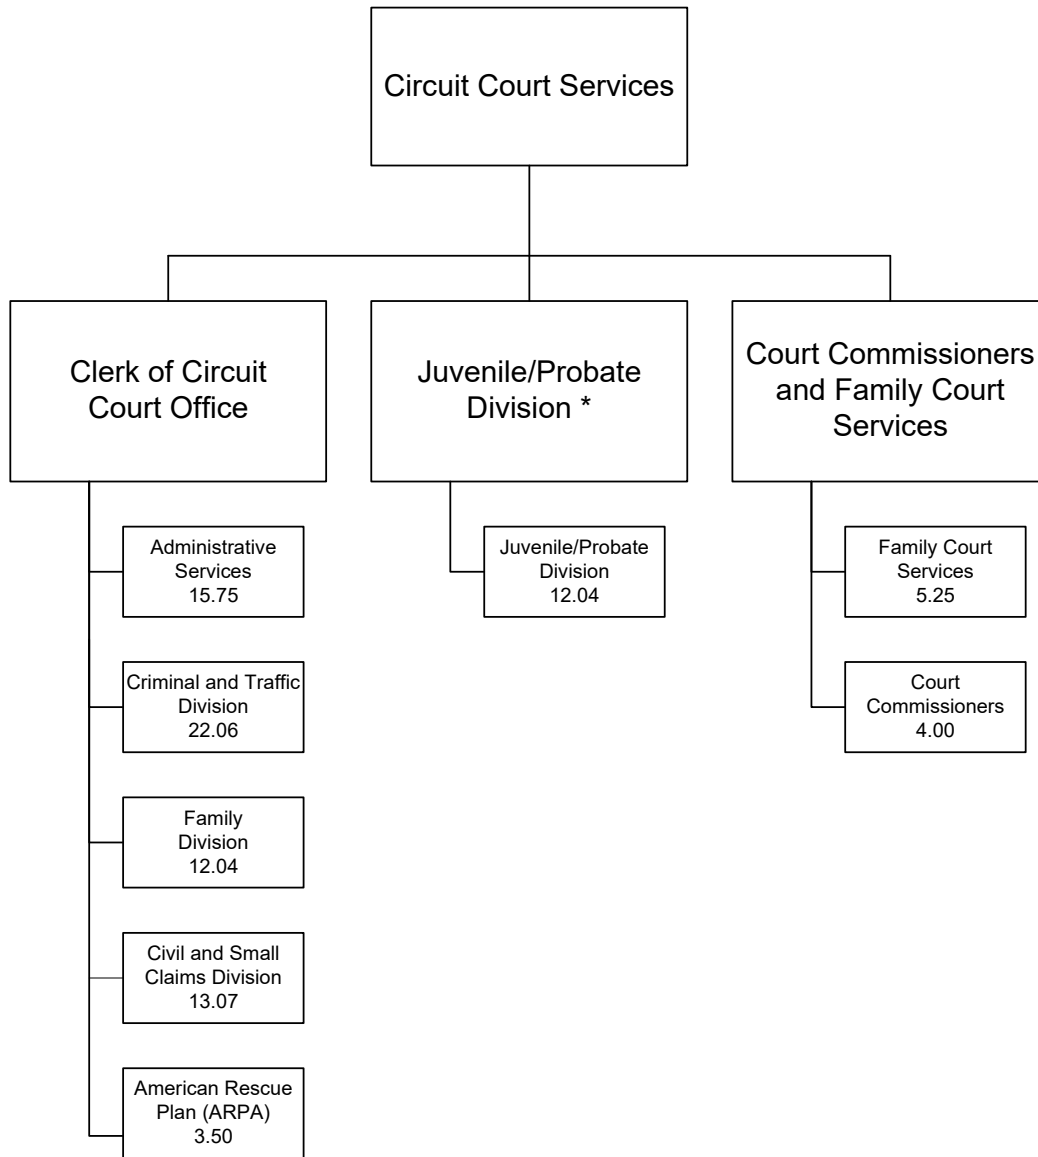 Circuit Court Services
Clerk of Circuit
Court Office
Juvenile/Probate
Division *
Court Commissioners
and Family Court
Services
Administrative
Services
15.75
Criminal and Traffic
Division
22.06
Family
Division
12.04
Civil and Small
Claims Division
13.07
American Rescue
Plan (ARPA)
3.50
Juvenile/Probate
Division
12.04
Family Court
Services
5.25
Court
Commissioners
4.00